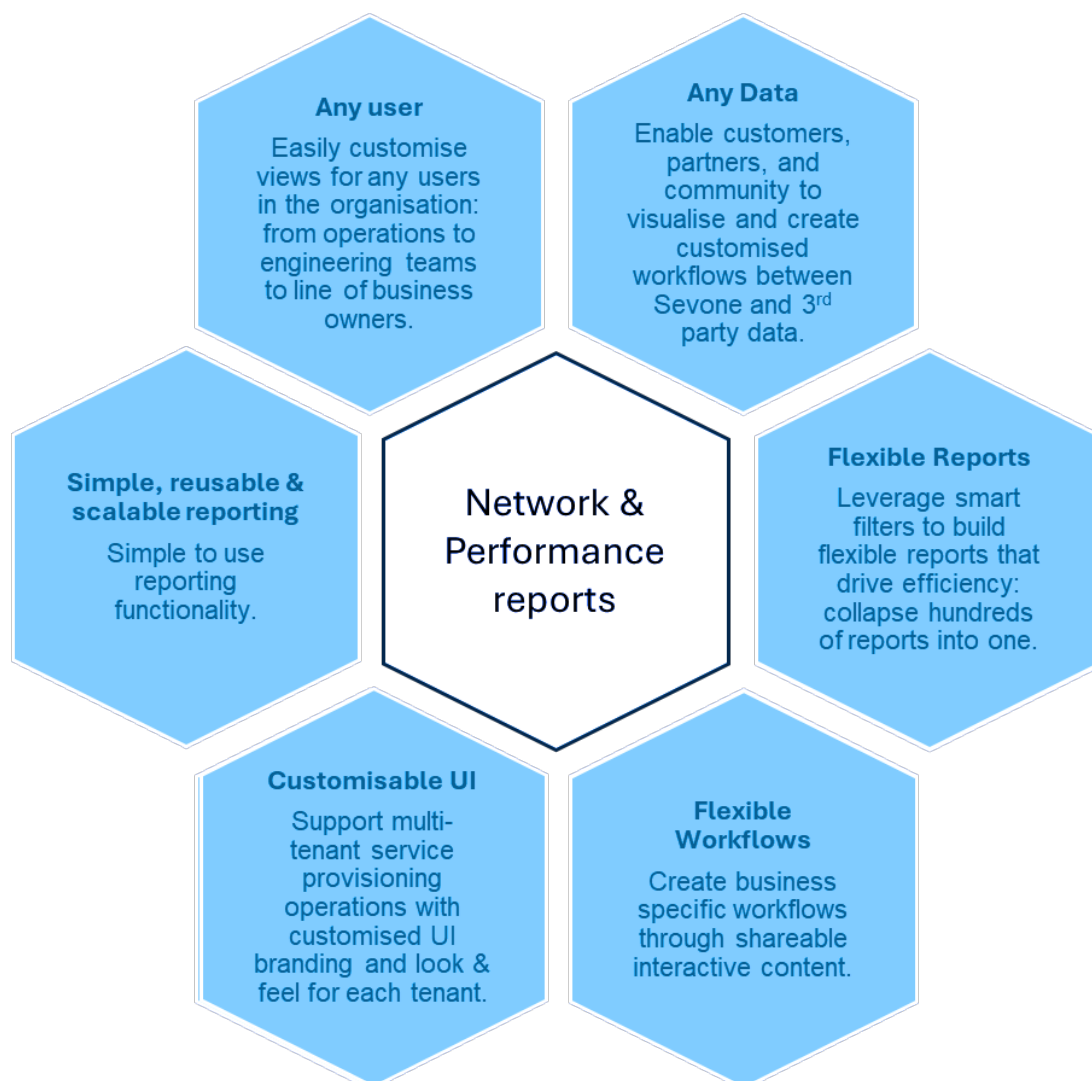 Any user
Easily customise
views for any users
in the organisation:
from operations to
engineering teams
to line of business
owners.
Any Data
Enable customers,
partners, and
community to
visualise and create
customised
workflows between
Sevone and 3rd
party data.
Simple, reusable &
scalable reporting
Simple to use
reporting
functionality.
Network &
Performance
reports
Flexible Reports
Leverage smart
filters to build
flexible reports that
drive efficiency:
collapse hundreds
of reports into one.
Customisable UI
Support multi-
tenant service
provisioning
operations with
customised UI
branding and look &
feel for each tenant.
Flexible
Workflows
Create business
specific workflows
through shareable
interactive content.